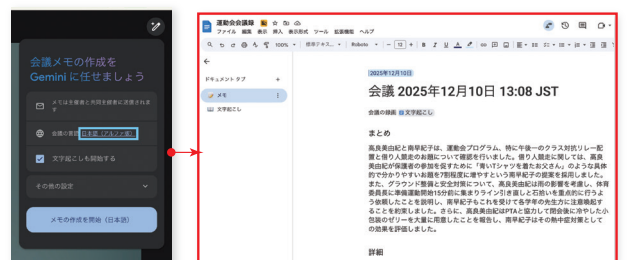 会議メモの作成を
Gemini に任せましょう
メモは主催者と共同主催者に送信されま
す
会議の言語 日本語（アルファ版）
文字起こしも開始する
その他の設定
メモの作成を開始（日本語）
運動会会議録
ファイル 編集 表示 挿入 表示形式 ツール 拡張機能 ヘルプ
100% 標準テキス... Roboto 12 B I U A
ドキュメント タブ
メモ
文字起こし
2025年12月10日
会議 2025年12月10日 13:08 JST
会議の録画 文字起こし
まとめ
高良美由紀と南早紀子は、運動会プログラム、特に午後一のクラス対抗リレー配
置と借り人競走のお題について確認を行いました。借り人競走に関しては、高良
美由紀が保護者の参加を促すために「青いTシャツを着たお父さん」のような具体
的で分かりやすいお題を7割程度に増やすという南早紀子の提案を採用しました。
また、グラウンド整備と安全対策について、高良美由紀は雨の影響を考慮し、体育
委員長に準備運動開始15分前に集まりライン引き直しと石拾いを重点的に行うよ
う依頼したことを説明し、南早紀子もこれを受けて各学年の先生方に注意喚起す
ることを約束しました。さらに、高良美由紀はPTAと協力して閉会後に冷やした小
包装のゼリーを大量に用意したことを報告し、南早紀子はその熱中症対策として
の効果を評価しました。
詳細